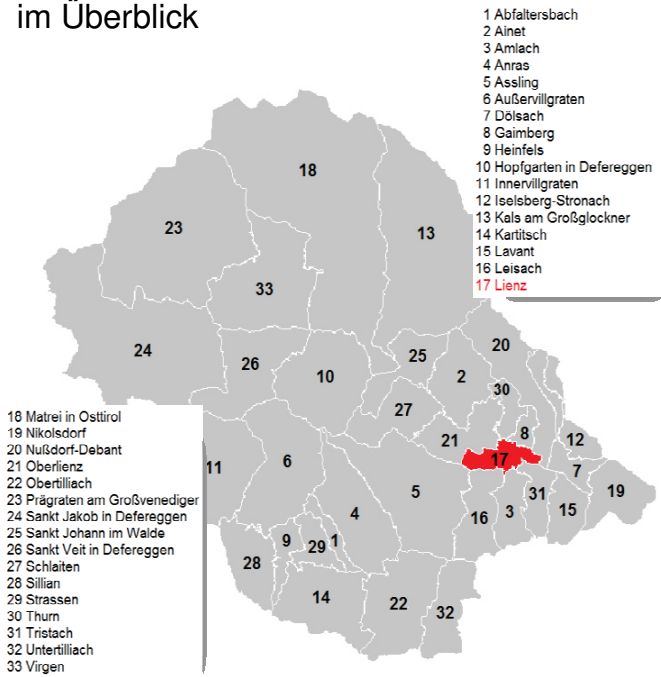 im Überblick
1 Abfaltersbach
2 Ainet
3 Amlach
4 Anras
5 Assling
6 Außervillgraten
7 Dölsach
8 Gaimberg
9 Heinfels
10 Hopfgarten in Defereggen
11 Innervillgraten
12 Iselsberg-Stronach
13 Kals am Großglockner
14 Kartitsch
15 Lavant
16 Leisach
17 Lienz
18
23
13
33
24
26
10
25
20
2
30
27
21
8
12
17
7
11
6
5
4
16
3
31
15
19
9
29
1
28
14
22
32
18 Matrei in Osttirol
19 Nikolsdorf
20 Nußdorf-Debant
21 Oberlienz
22 Obertilliach
23 Prägraten am Großvenediger
24 Sankt Jakob in Defereggen
25 Sankt Johann im Walde
26 Sankt Veit in Defereggen
27 Schlaiten
28 Sillian
29 Strassen
30 Thurn
31 Tristach
32 Untertilliach
33 Virgen